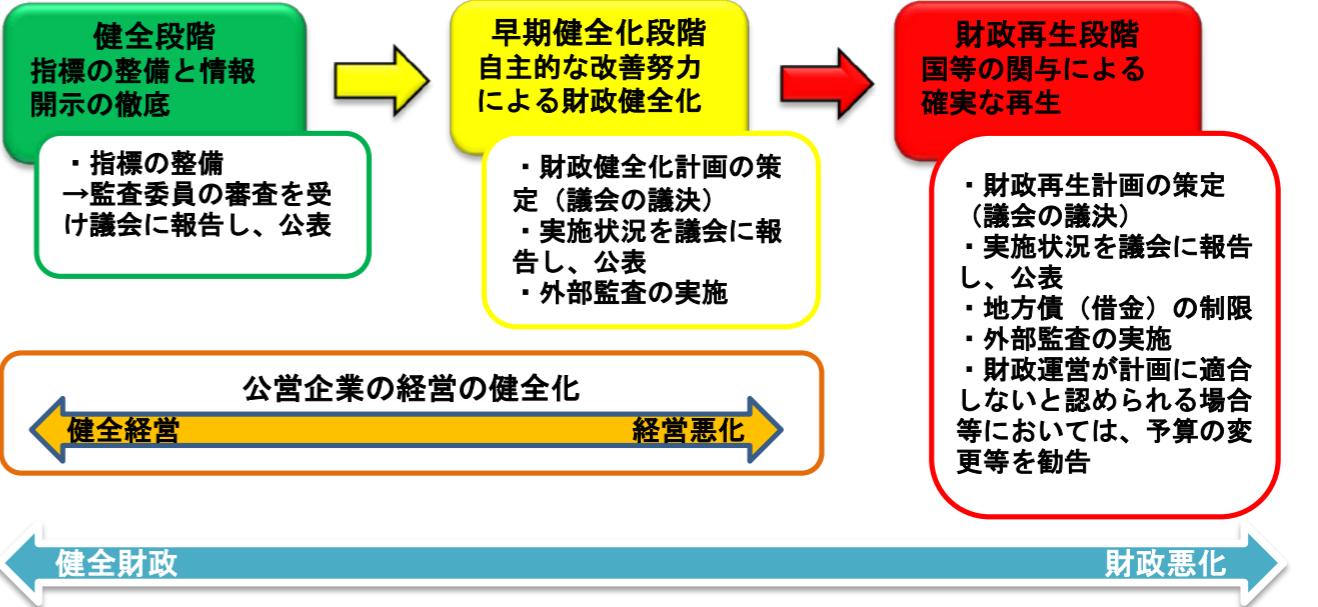 健全段階
指標の整備と情報
開示の徹底
・指標の整備
→監査委員の審査を受
け議会に報告し、公表
早期健全化段階
自主的な改善努力
による財政健全化
・財政健全化計画の策
定（議会の議決）
・実施状況を議会に報
告し、公表
・外部監査の実施
財政再生段階
国等の関与による
確実な再生
・財政再生計画の策定
（議会の議決）
・実施状況を議会に報告
し、公表
・地方債（借金）の制限
・外部監査の実施
・財政運営が計画に適合
しないと認められる場合
等においては、予算の変
更等を勧告
公営企業の経営の健全化
健全経営
経営悪化
健全財政
財政悪化